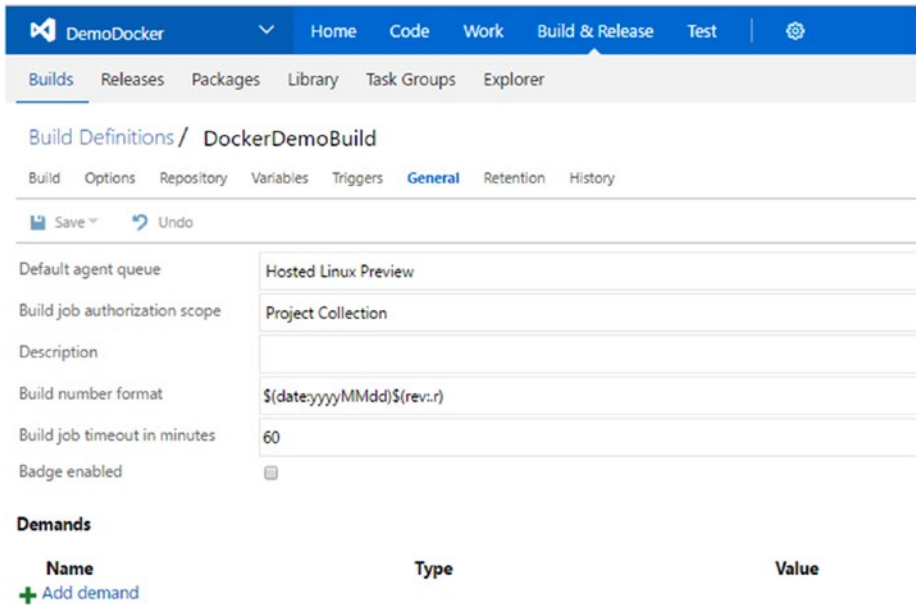 DemoDocker Home Code Work Build & Release Test
Builds Releases Packages Library Task Groups Explorer
Build Definitions / DockerDemoBuild
Build Options Repository Variables Triggers General Retention History
Save Undo
Default agent queue Hosted Linux Preview
Build job authorization scope Project Collection
Description
Build number format $(date:yyyyMMdd)$(rev:.r)
Build job timeout in minutes 60
Badge enabled
Demands
Name Type Value
Add demand